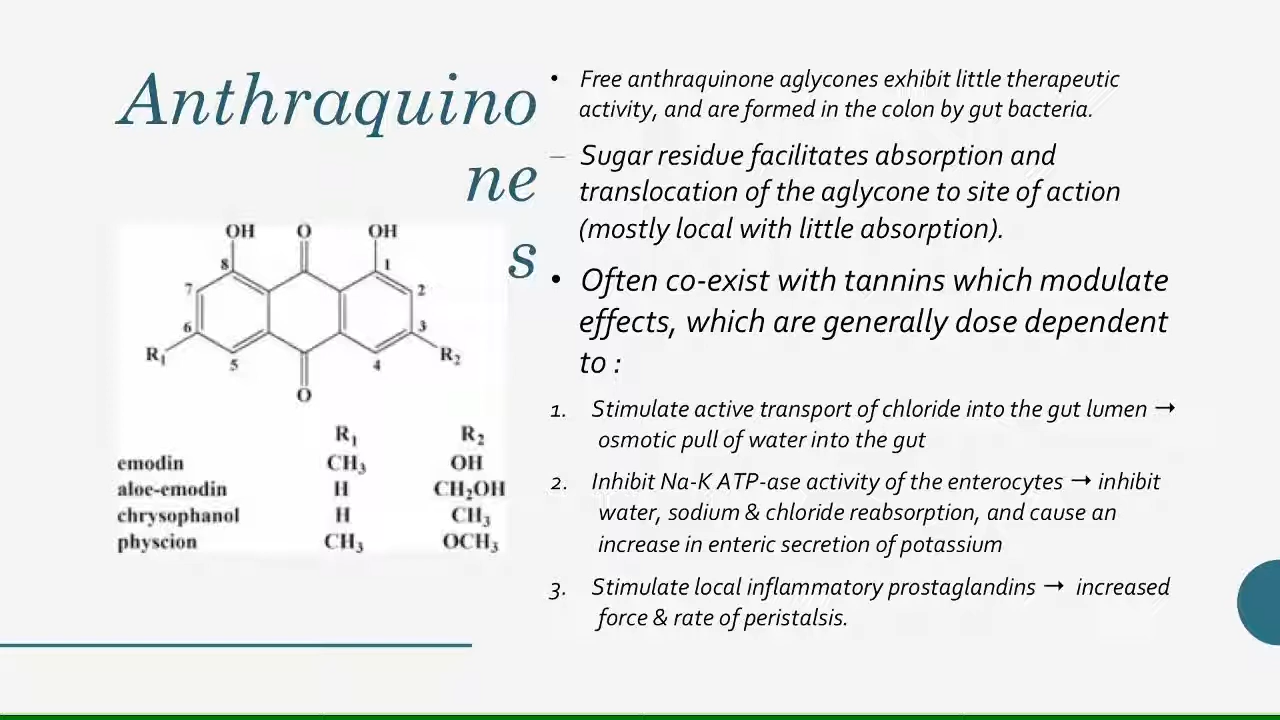 Anthraquino
ne
s
OH O OH
8 1
7 2
6 3
R1 R2
5 4
O
R1 R2
emodin CH3 OH
aloe-emodin H CH2OH
chrysophanol H CH3
physcion CH3 OCH3
• Free anthraquinone aglycones exhibit little therapeutic
activity, and are formed in the colon by gut bacteria.
– Sugar residue facilitates absorption and
translocation of the aglycone to site of action
(mostly local with little absorption).
• Often co-exist with tannins which modulate
effects, which are generally dose dependent
to :
1. Stimulate active transport of chloride into the gut lumen →
osmotic pull of water into the gut
2. Inhibit Na-K ATP-ase activity of the enterocytes → inhibit
water, sodium & chloride reabsorption, and cause an
increase in enteric secretion of potassium
3. Stimulate local inflammatory prostaglandins → increased
force & rate of peristalsis.